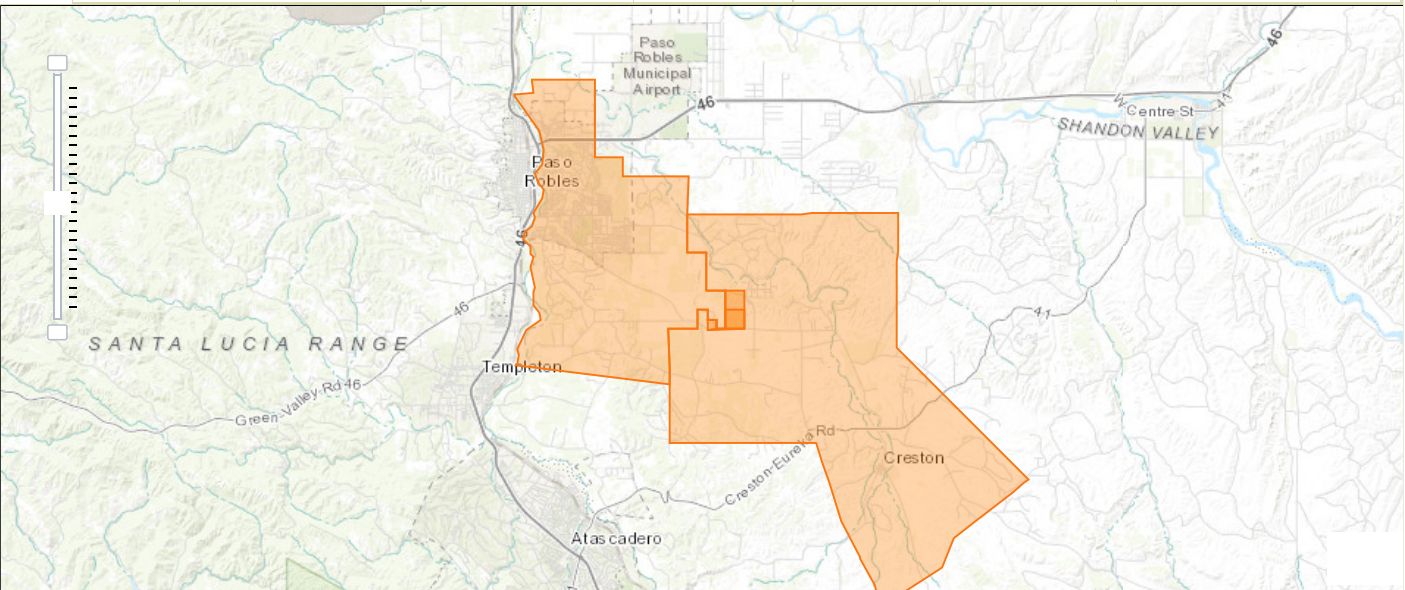 46
Paso
Robles
Municipal
Airport
46
W
Centre St
41
SHANDON VALLEY
Paso
Robles
46
46
41
SANTA LUCIA RANGE
Templeton
Green Valley Rd 46
Creston-Eureka Rd
Creston
Atascadero